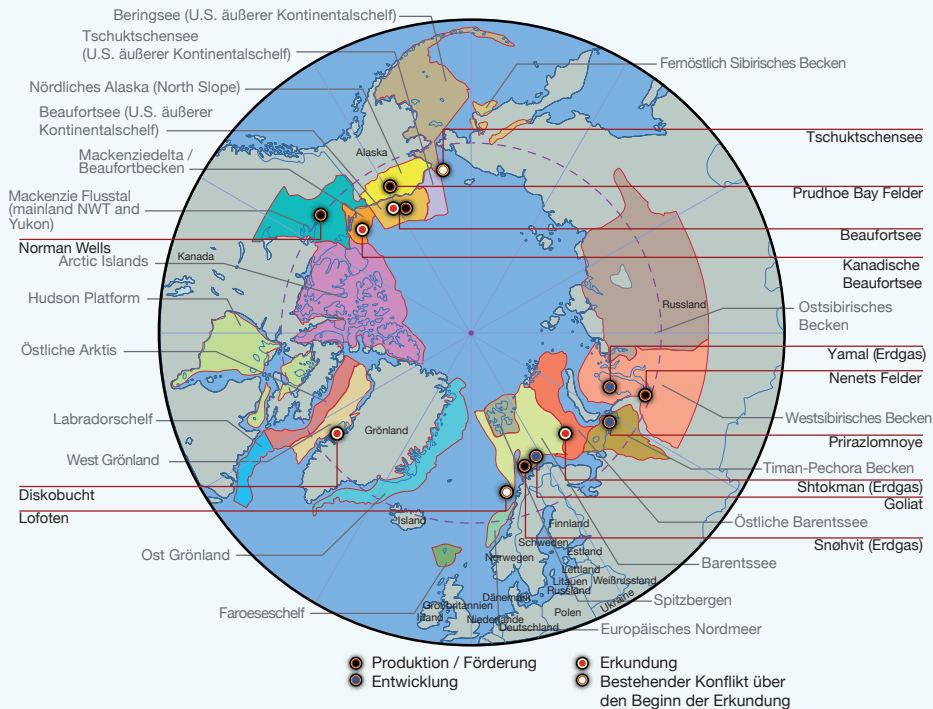 Beringsee (U.S. äußerer Kontinentalschelf)
Tschuktschensee
(U.S. äußerer Kontinentalschelf)
Nördliches Alaska (North Slope)
Beaufortsee (U.S. äußerer
Kontinentalschelf)
Mackenziedelta /
Beaufortbecken
Mackenzie Flusstal
(mainland NWT and
Yukon)
Norman Wells
Arctic Islands
Hudson Platform
Östliche Arktis
Labradorschelf
West Grönland
Diskobucht
Lofoten
Ost Grönland
Faroeseschelf
Fernöstlich Sibirisches Becken
Tschuktschensee
Prudhoe Bay Felder
Beaufortsee
Kanadische
Beaufortsee
Ostsibirisches
Becken
Yamal (Erdgas)
Nenets Felder
Westsibirisches Becken
Prirazlomnoye
Timan-Pechora Becken
Shtokman (Erdgas)
Goliat
Östliche Barentssee
Snøhvit (Erdgas)
Barentssee
Spitzbergen
Europäisches Nordmeer
Alaska
Kanada
Russland
Grönland
Island
Finnland
Schweden
Norwegen
Estland
Lettland
Litauen
Weißrussland
Russland
Dänemark
Polen
Ukraine
Großbritannien
Irland
Niederlande
Deutschland
Produktion / Förderung
Entwicklung
Erkundung
Bestehender Konflikt über
den Beginn der Erkundung